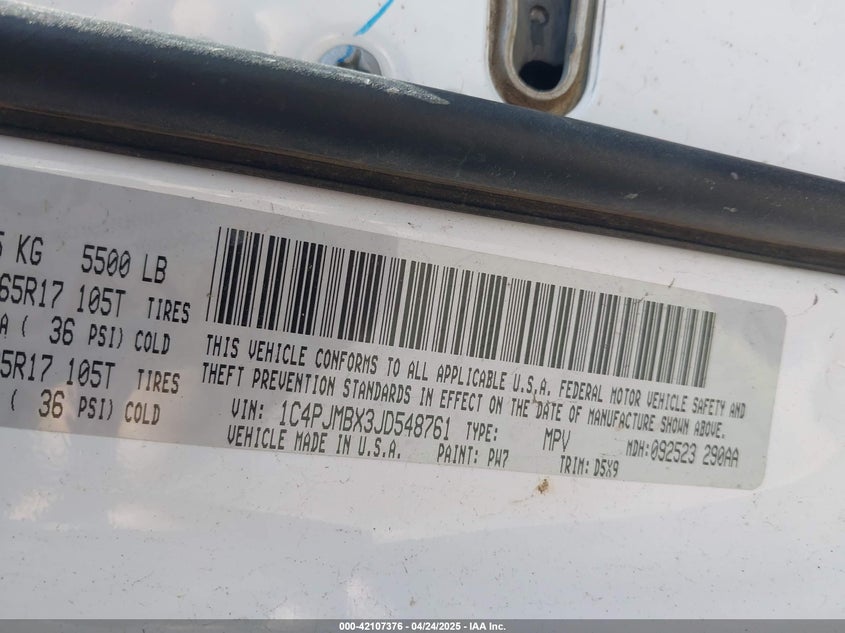 5 KG 5500 LB
65R17 105T TIRES
A ( 36 PSI) COLD
5R17 105T TIRES
( 36 PSI) COLD
THIS VEHICLE CONFORMS TO ALL APPLICABLE U.S.A. FEDERAL MOTOR VEHICLE SAFETY AND
THEFT PREVENTION STANDARDS IN EFFECT ON THE DATE OF MANUFACTURE SHOWN ABOVE.
VIN: 1C4PJMBX3JD548761 TYPE: MPV MDH:092523 290AA
VEHICLE MADE IN U.S.A. PAINT: PW7 TRIM: D5X9
000-42107376 - 04/24/2025 - IAA Inc.